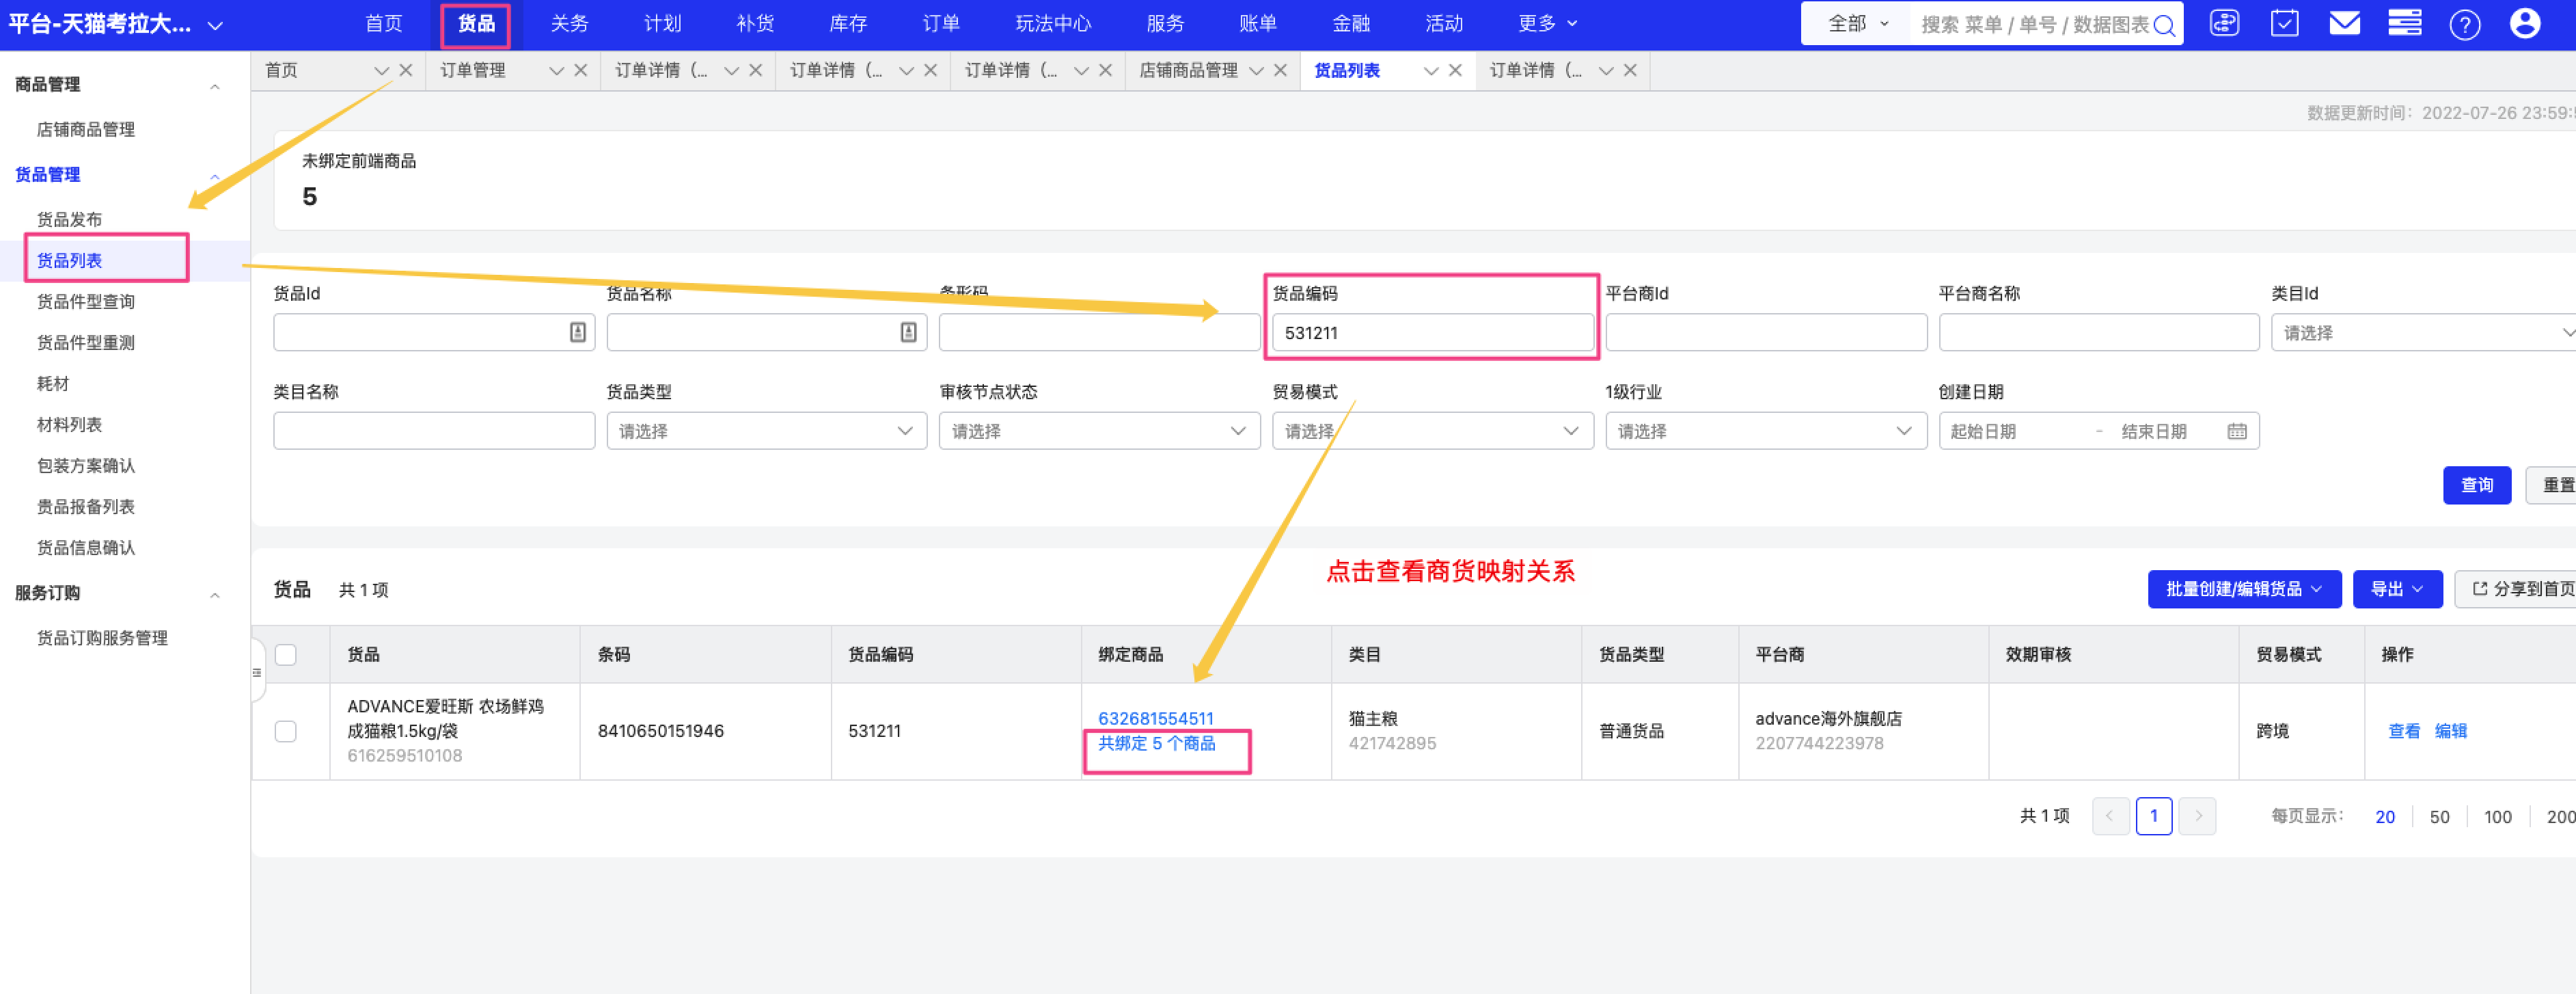 平台-天猫考拉大...
首页 货品 关务 计划 补货 库存 订单 玩法中心 服务 账单 金融 活动 更多
全部 搜索 菜单 / 单号 / 数据图表
首页 订单管理 订单详情 (... 订单详情 (... 订单详情 (... 店铺商品管理 货品列表 订单详情 (...
商品管理
店铺商品管理
货品管理
货品发布
货品列表
货品件型查询
货品件型重测
耗材
材料列表
包装方案确认
贵品报备列表
货品信息确认
服务订购
货品订购服务管理
数据更新时间: 2022-07-26 23:59:
未绑定前端商品
5
货品Id 货品名称 条形码 货品编码 平台商Id 平台商名称 类目Id
531211 请选择
类目名称 货品类型 审核节点状态 贸易模式 1级行业 创建日期
请选择 请选择 请选择 请选择 起始日期 - 结束日期
查询 重置
点击查看商货映射关系
货品 共 1 项 批量创建/编辑货品 导出 分享到首页
货品 条码 货品编码 绑定商品 类目 货品类型 平台商 效期审核 贸易模式 操作
ADVANCE爱旺斯 农场鲜鸡
成猫粮1.5kg/袋
616259510108
8410650151946
531211
632681554511
共绑定 5 个商品
猫主粮
421742895
普通货品
advance海外旗舰店
2207744223978
跨境
查看 编辑
共 1 项 1 每页显示: 20 50 100 200